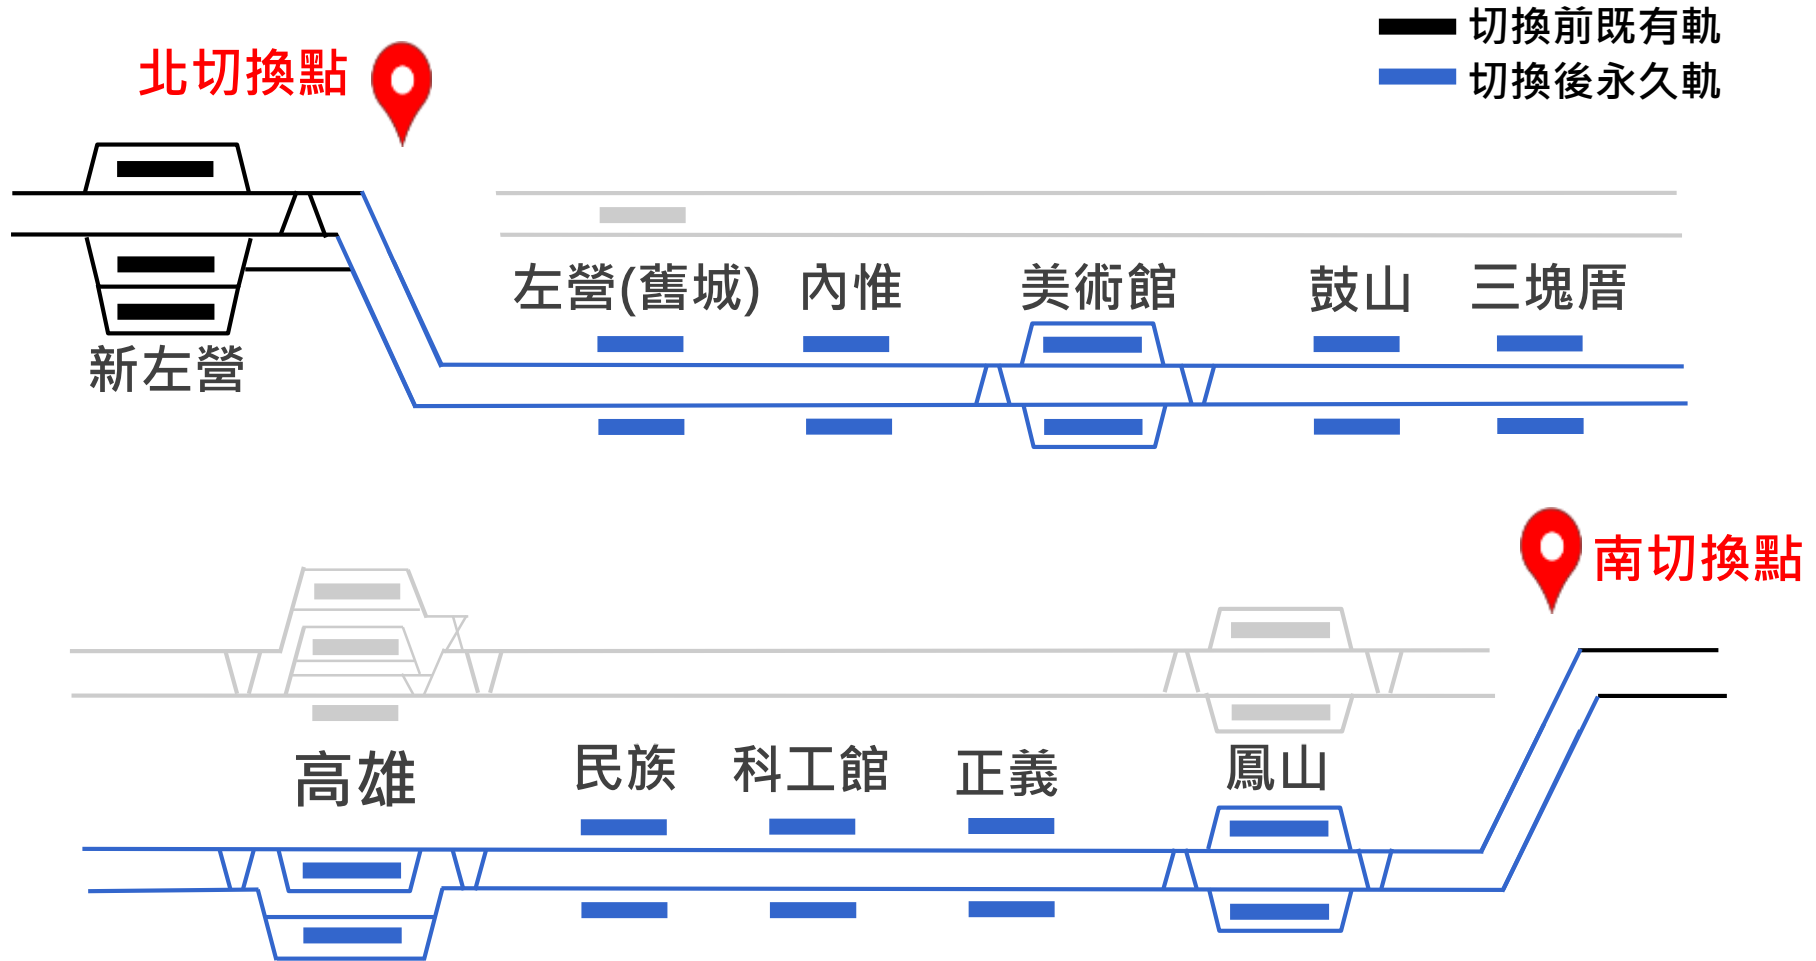 切換前既有軌
切換後永久軌
北切換點
左營(舊城)
內惟
美術館
鼓山
三塊厝
新左營
南切換點
高雄
民族
科工館
正義
鳳山